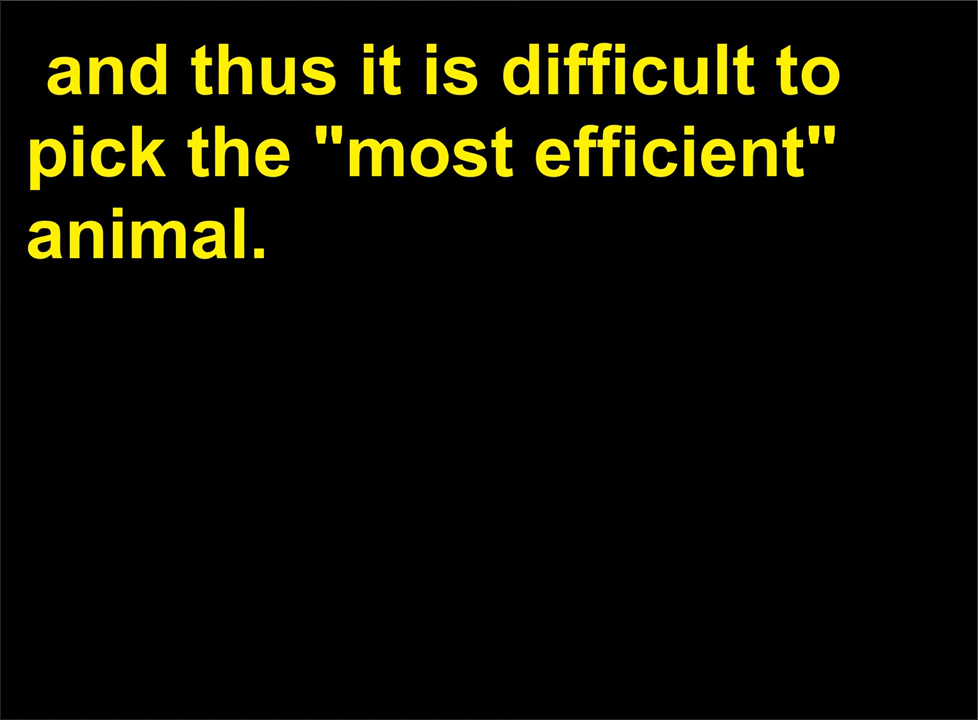 and thus it is difficult to
pick the "most efficient"
animal.